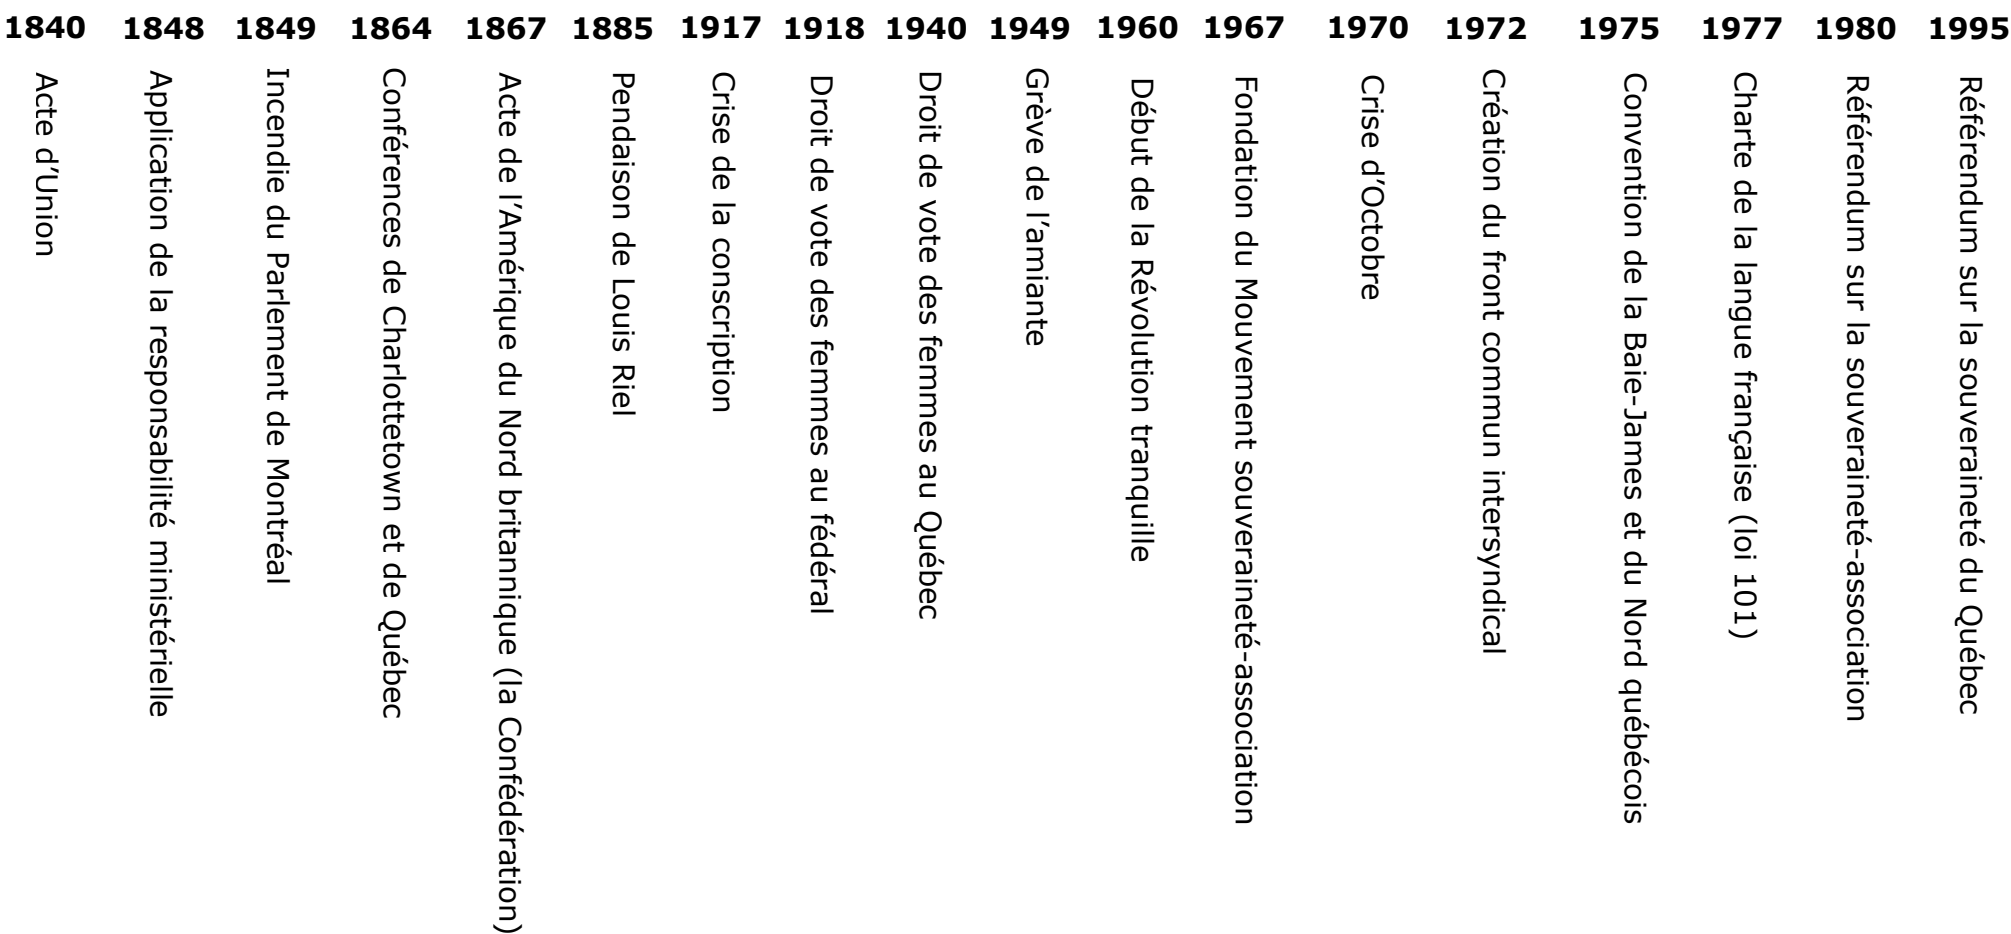 1840 1848 1849 1864 1867 1885 1917 1918 1940 1949 1960 1967 1970 1972 1975 1977 1980 1995
Acte d’Union
Application de la responsabilité ministérielle
Incendie du Parlement de Montréal
Conférences de Charlottetown et de Québec
Acte de l’Amérique du Nord britannique (la Confédération)
Pendaison de Louis Riel
Crise de la conscription
Droit de vote des femmes au fédéral
Droit de vote des femmes au Québec
Grève de l’amiante
Début de la Révolution tranquille
Fondation du Mouvement souveraineté-association
Crise d’Octobre
Création du front commun intersyndical
Convention de la Baie-James et du Nord québécois
Charte de la langue française (loi 101)
Référendum sur la souveraineté-association
Référendum sur la souveraineté du Québec